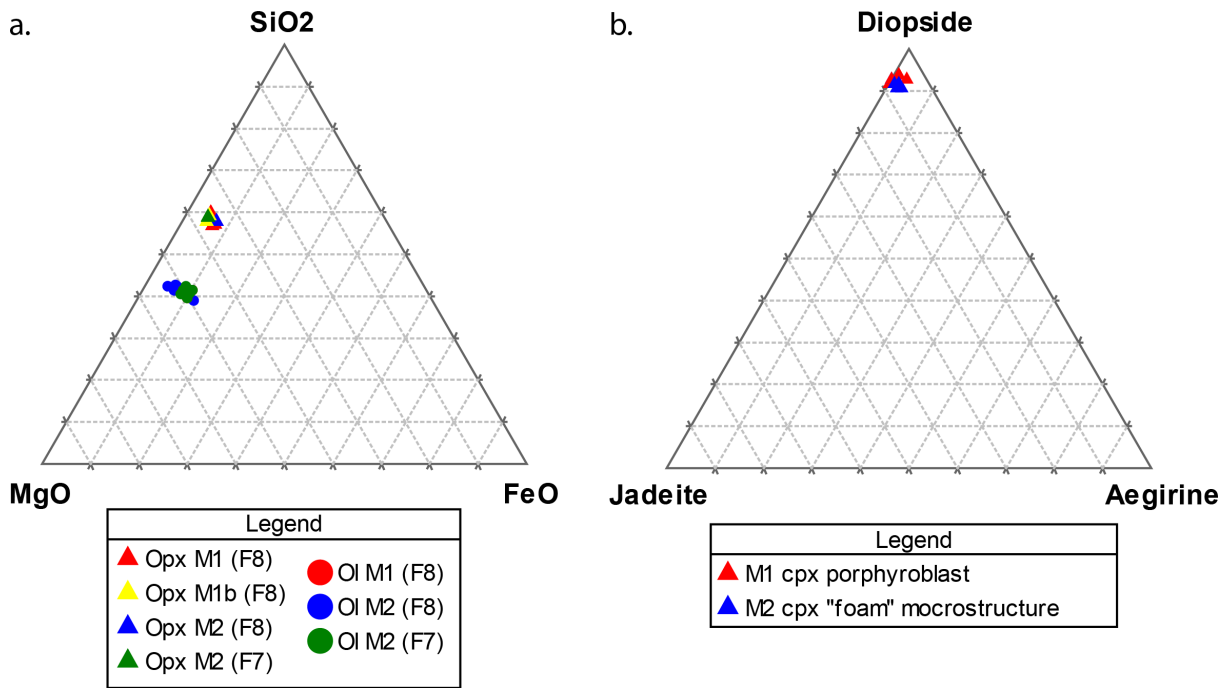 a.
SiO2
MgO
FeO
Legend
Opx M1 (F8)
Opx M1b (F8)
Opx M2 (F8)
Opx M2 (F7)
Ol M1 (F8)
Ol M2 (F8)
Ol M2 (F7)
b.
Diopside
Jadeite
Aegirine
Legend
M1 cpx porphyroblast
M2 cpx "foam" mocrostructure